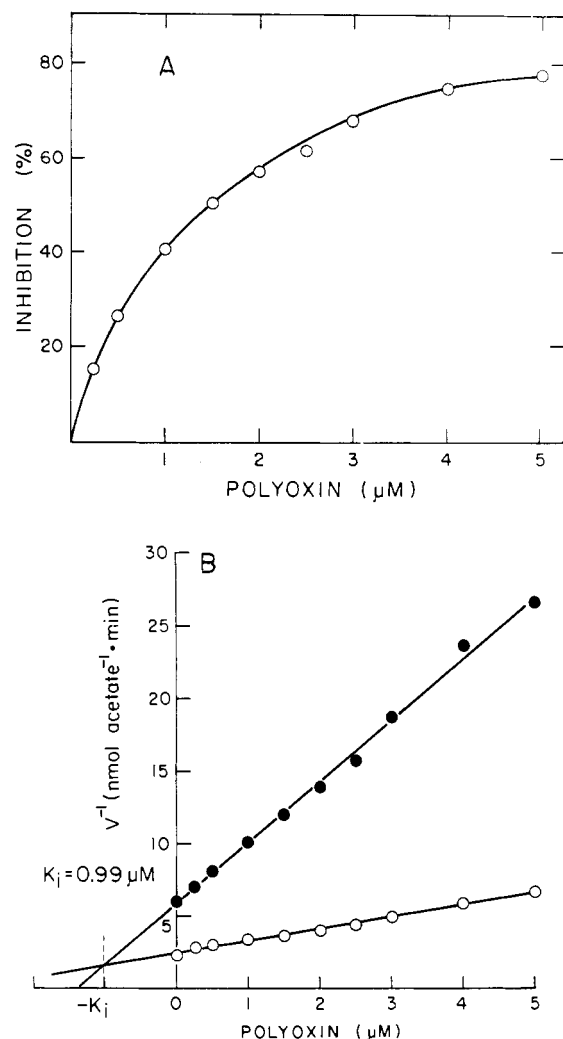 A
80
60
40
20
INHIBITION (%)
1 2 3 4 5
POLYOXIN (μM)
B
30
25
20
15
10
5
V⁻¹ (nmol acetate⁻¹·min)
Ki = 0.99 μM
-Ki 0 1 2 3 4 5
POLYOXIN (μM)